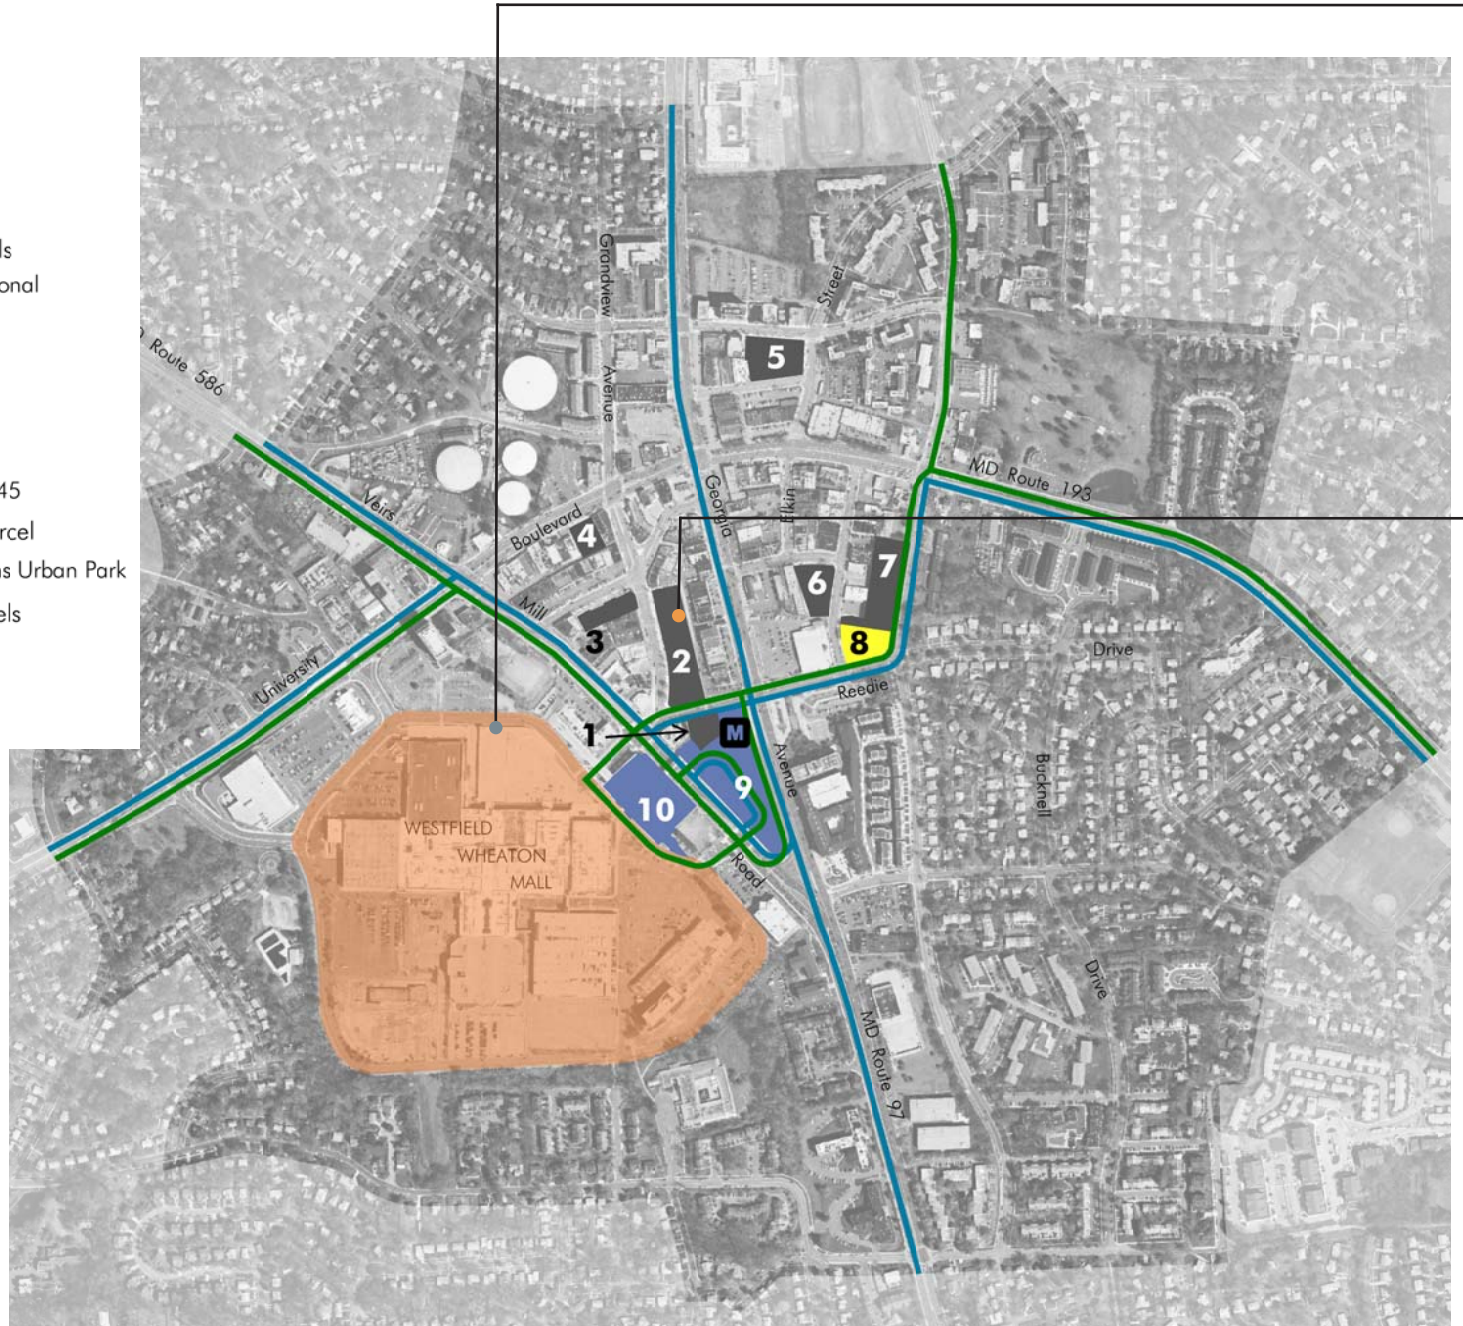 ls
onal
45
rcel
ns Urban Park
els
Route 586
Grandview
Avenue
Street
5
MD Route 193
Veirs
Boulevard
4
Georgia
Elkin
7
6
Mill
3
8
2
Drive
University
Reedie
1
M
Avenue
9
10
Bucknell
WESTFIELD
WHEATON
MALL
Road
Drive
MD Route 97